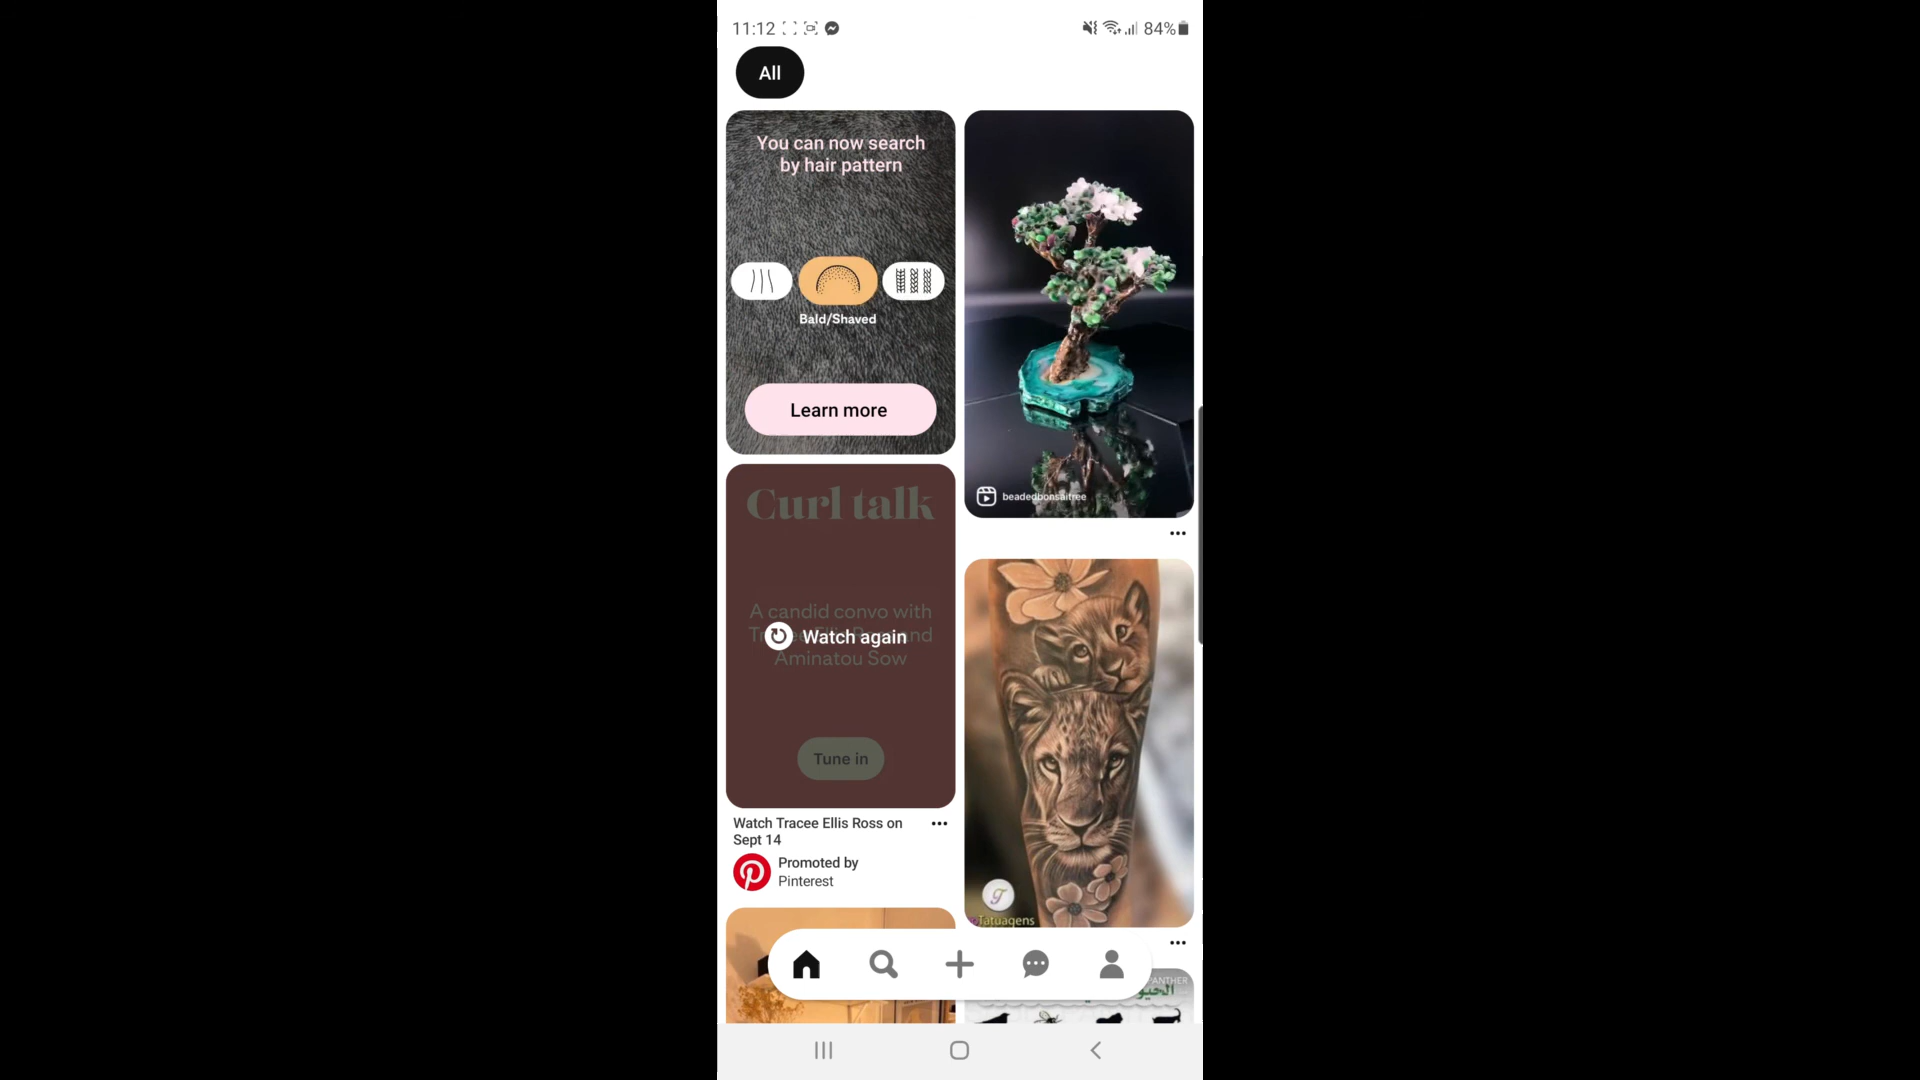 11:12
84%
All
You can now search
by hair pattern
Bald/Shaved
Learn more
beadedbonsaitree
Curl talk
A candid convo with
Watch again
Aminatou Sow
Tune in
Watch Tracee Ellis Ross on
Sept 14
Promoted by
Pinterest
Tatuagens
PANTHER